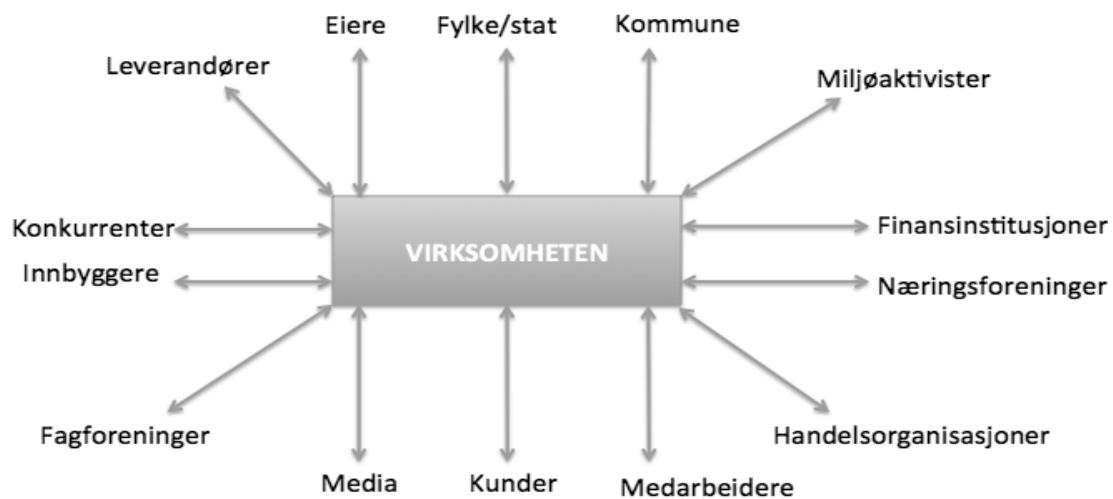 Eiere
Fylke/stat
Kommune
Leverandører
Miljøaktivister
Konkurrenter
Finansinstitusjoner
VIRKSOMHETEN
Innbyggere
Næringsforeninger
Fagforeninger
Handelsorganisasjoner
Media
Kunder
Medarbeidere